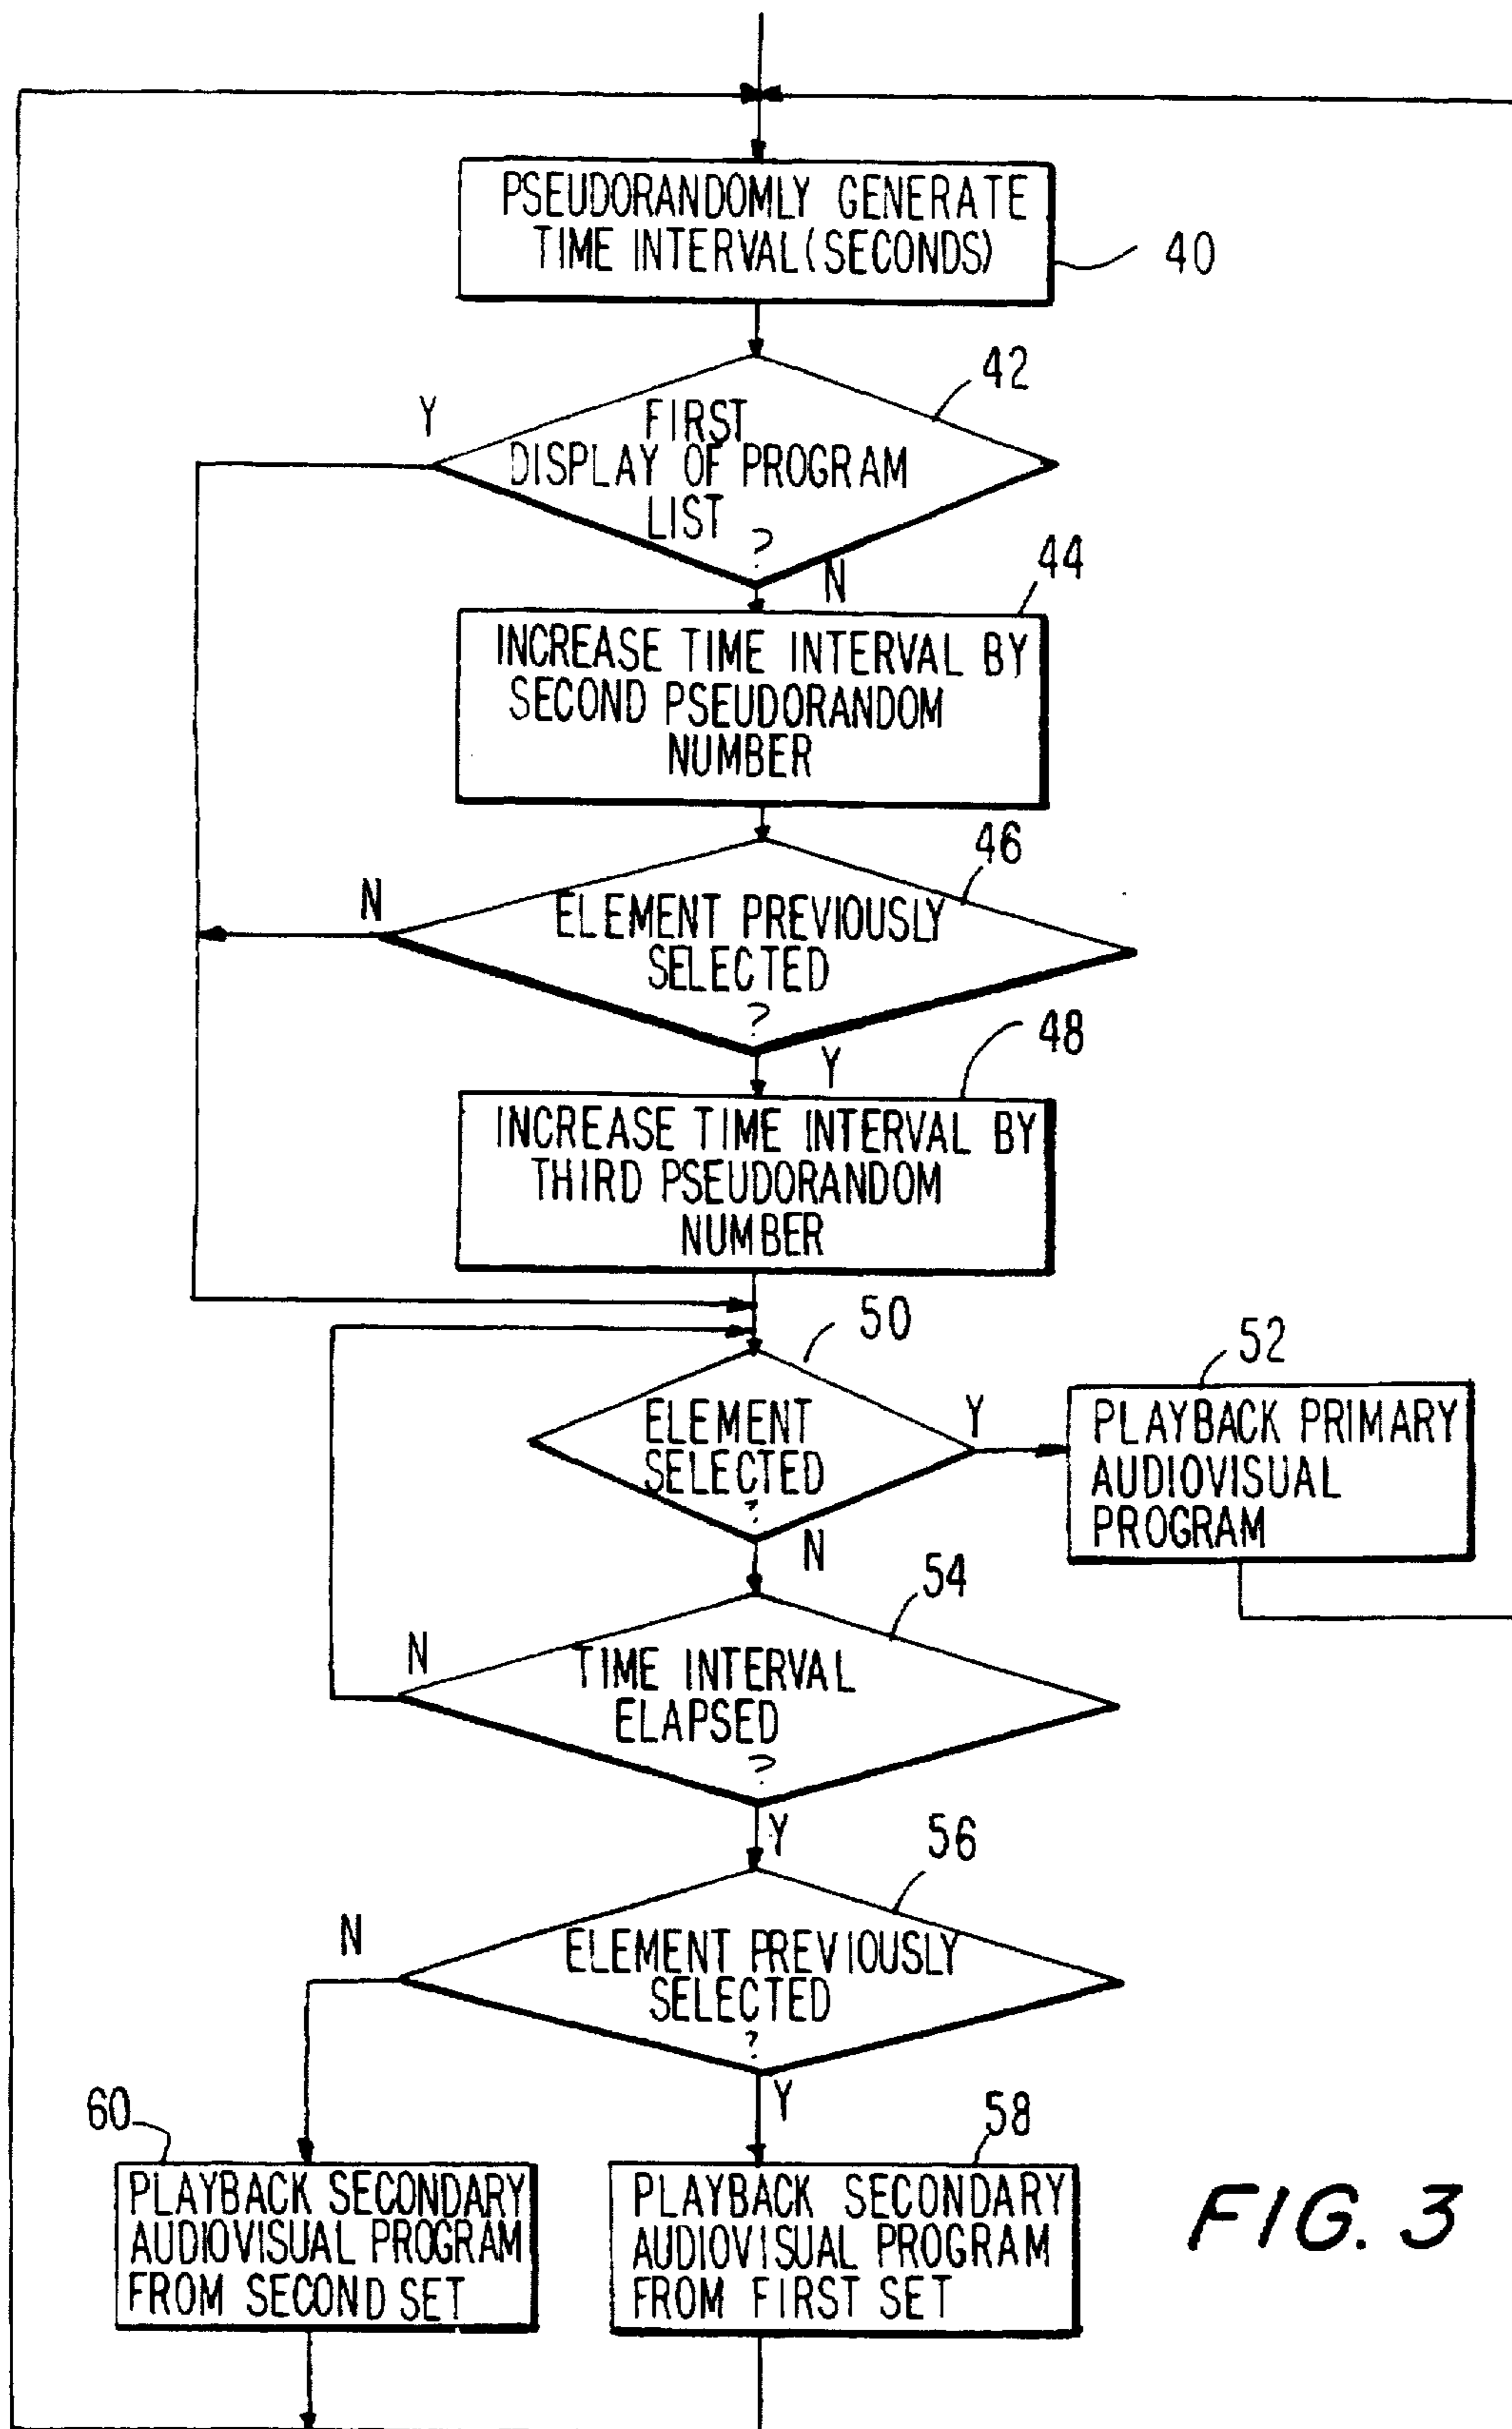 PSEUDORANDOMLY GENERATE
TIME INTERVAL(SECONDS)
40
42
Y
FIRST
DISPLAY OF PROGRAM
LIST
?
N
44
INCREASE TIME INTERVAL BY
SECOND PSEUDORANDOM
NUMBER
46
N
ELEMENT PREVIOUSLY
SELECTED
?
Y
48
INCREASE TIME INTERVAL BY
THIRD PSEUDORANDOM
NUMBER
50
ELEMENT
SELECTED
?
Y
N
52
PLAYBACK PRIMARY
AUDIOVISUAL
PROGRAM
54
N
TIME INTERVAL
ELAPSED
?
Y
56
N
ELEMENT PREVIOUSLY
SELECTED
?
Y
60
PLAYBACK SECONDARY
AUDIOVISUAL PROGRAM
FROM SECOND SET
58
PLAYBACK SECONDARY
AUDIOVISUAL PROGRAM
FROM FIRST SET
FIG. 3